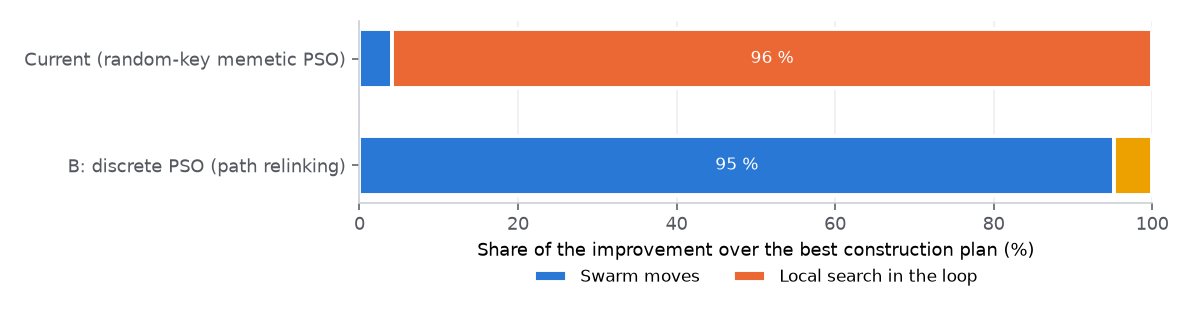 Current (random-key memetic PSO)
96 %
B: discrete PSO (path relinking)
95 %
0 20 40 60 80 100
Share of the improvement over the best construction plan (%)
Swarm moves Local search in the loop